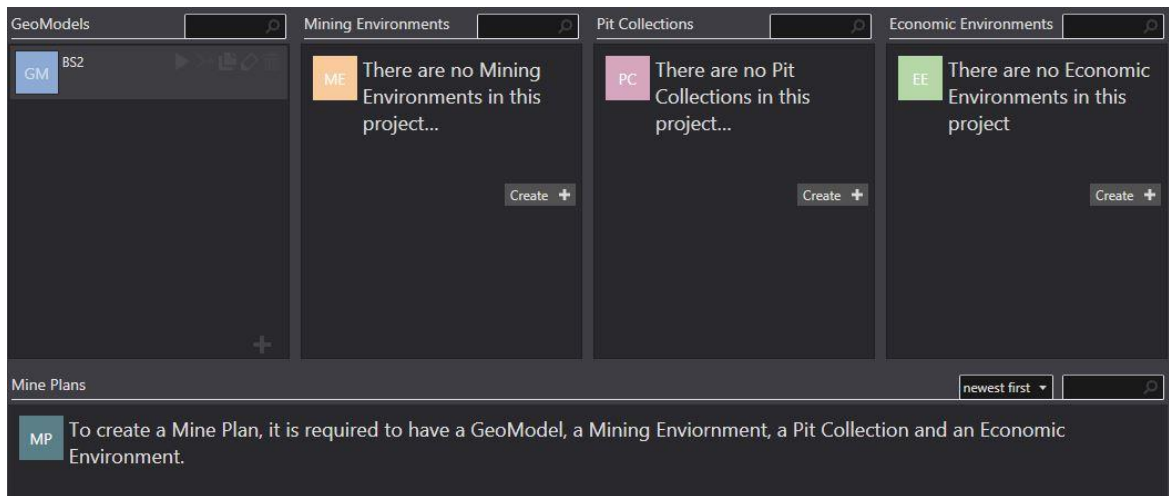 GeoModels
GM BS2
Mining Environments
ME There are no Mining
Environments in this
project...
Create
Pit Collections
PC There are no Pit
Collections in this
project...
Create
Economic Environments
EE There are no Economic
Environments in this
project
Create
Mine Plans
newest first
MP To create a Mine Plan, it is required to have a GeoModel, a Mining Enviornment, a Pit Collection and an Economic
Environment.